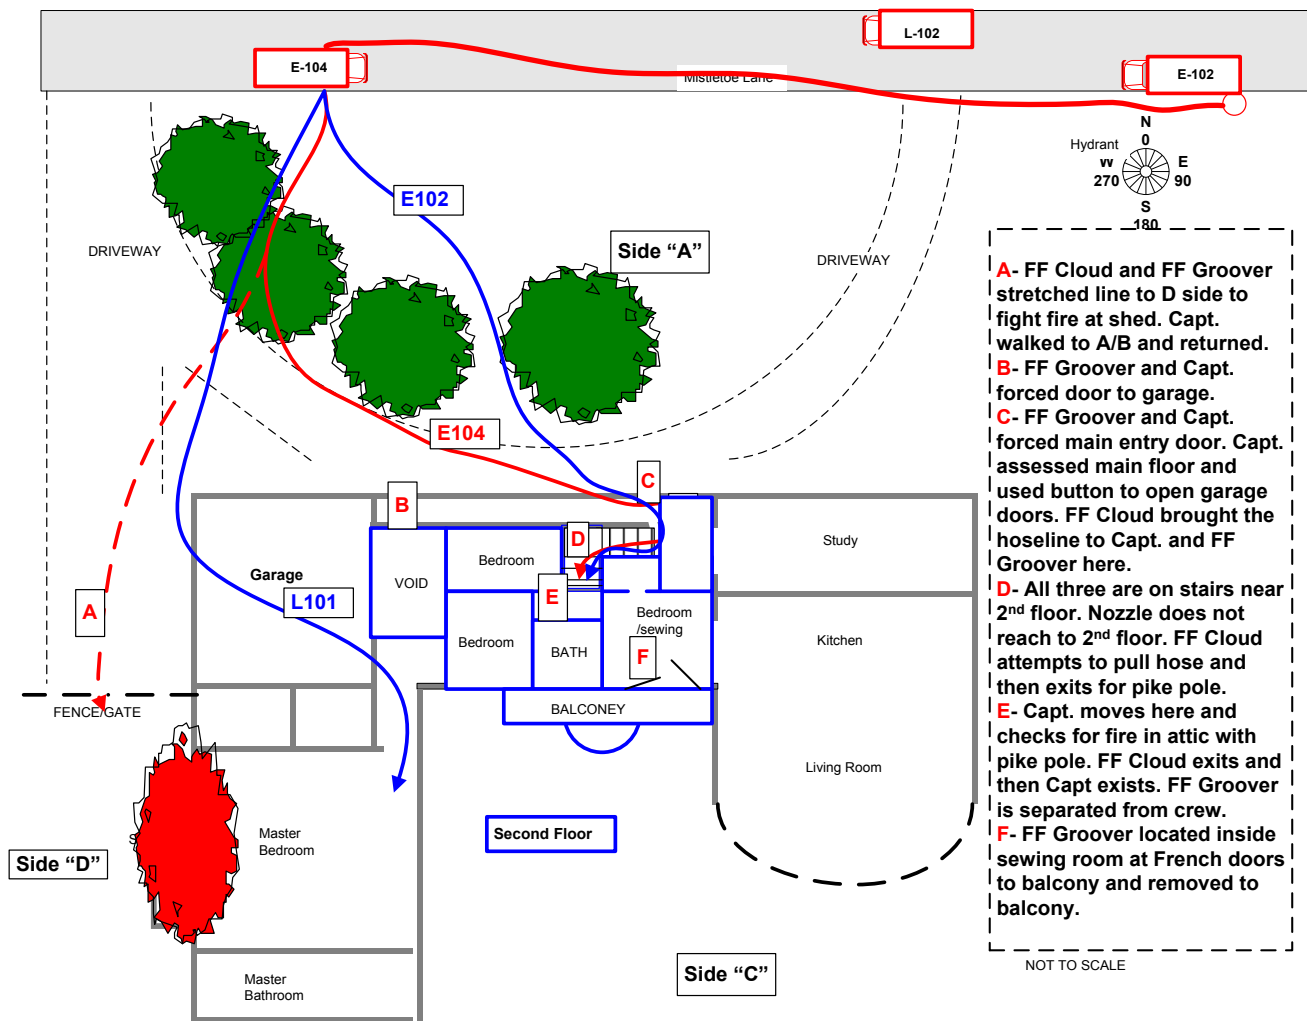 L-102
E-104
E-102
Mistletoe Lane
N
0
Hydrant
W
E
270
90
S
180
E102
Side “A”
DRIVEWAY
DRIVEWAY
A- FF Cloud and FF Groover
stretched line to D side to
fight fire at shed. Capt.
walked to A/B and returned.
B- FF Groover and Capt.
forced door to garage.
C- FF Groover and Capt.
forced main entry door. Capt.
assessed main floor and
used button to open garage
doors. FF Cloud brought the
hoseline to Capt. and FF
Groover here.
D- All three are on stairs near
2nd floor. Nozzle does not
reach to 2nd floor. FF Cloud
attempts to pull hose and
then exits for pike pole.
E- Capt. moves here and
checks for fire in attic with
pike pole. FF Cloud exits and
then Capt exists. FF Groover
is separated from crew.
F- FF Groover located inside
sewing room at French doors
to balcony and removed to
balcony.
NOT TO SCALE
E104
C
B
D
Study
Bedroom
Garage
VOID
L101
A
E
Bedroom
/sewing
Kitchen
Bedroom
BATH
F
FENCE/GATE
BALCONEY
Living Room
Second Floor
Master
Bedroom
S
Side “D”
Side “C”
Master
Bathroom